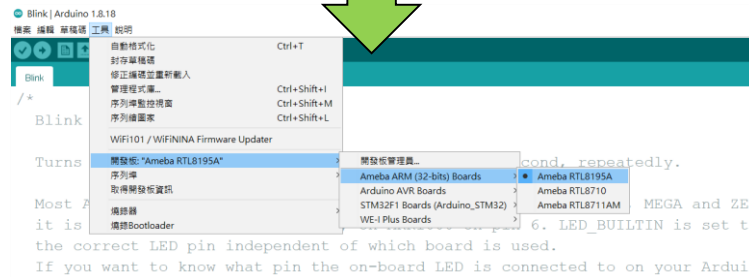 Blink | Arduino 1.8.18
檔案 編輯 草稿碼 工具 說明
Blink
自動格式化 Ctrl+T
封存草稿碼
修正編碼並重新載入
管理程式庫... Ctrl+Shift+I
序列埠監控視窗 Ctrl+Shift+M
序列繪圖家 Ctrl+Shift+L
WiFi101 / WiFiNINA Firmware Updater
開發板: "Ameba RTL8195A"
序列埠
取得開發板資訊
燒錄器
燒錄Bootloader
開發板管理員...
Ameba ARM (32-bits) Boards
Arduino AVR Boards
STM32F1 Boards (Arduino_STM32)
WE-I Plus Boards
Ameba RTL8195A
Ameba RTL8710
Ameba RTL8711AM
/*
Blink
Turns cond, repeatedly.
Most A MEGA and ZE
it is pin 6. LED_BUILTIN is set t
the correct LED pin independent of which board is used.
If you want to know what pin the on-board LED is connected to on your Ardui